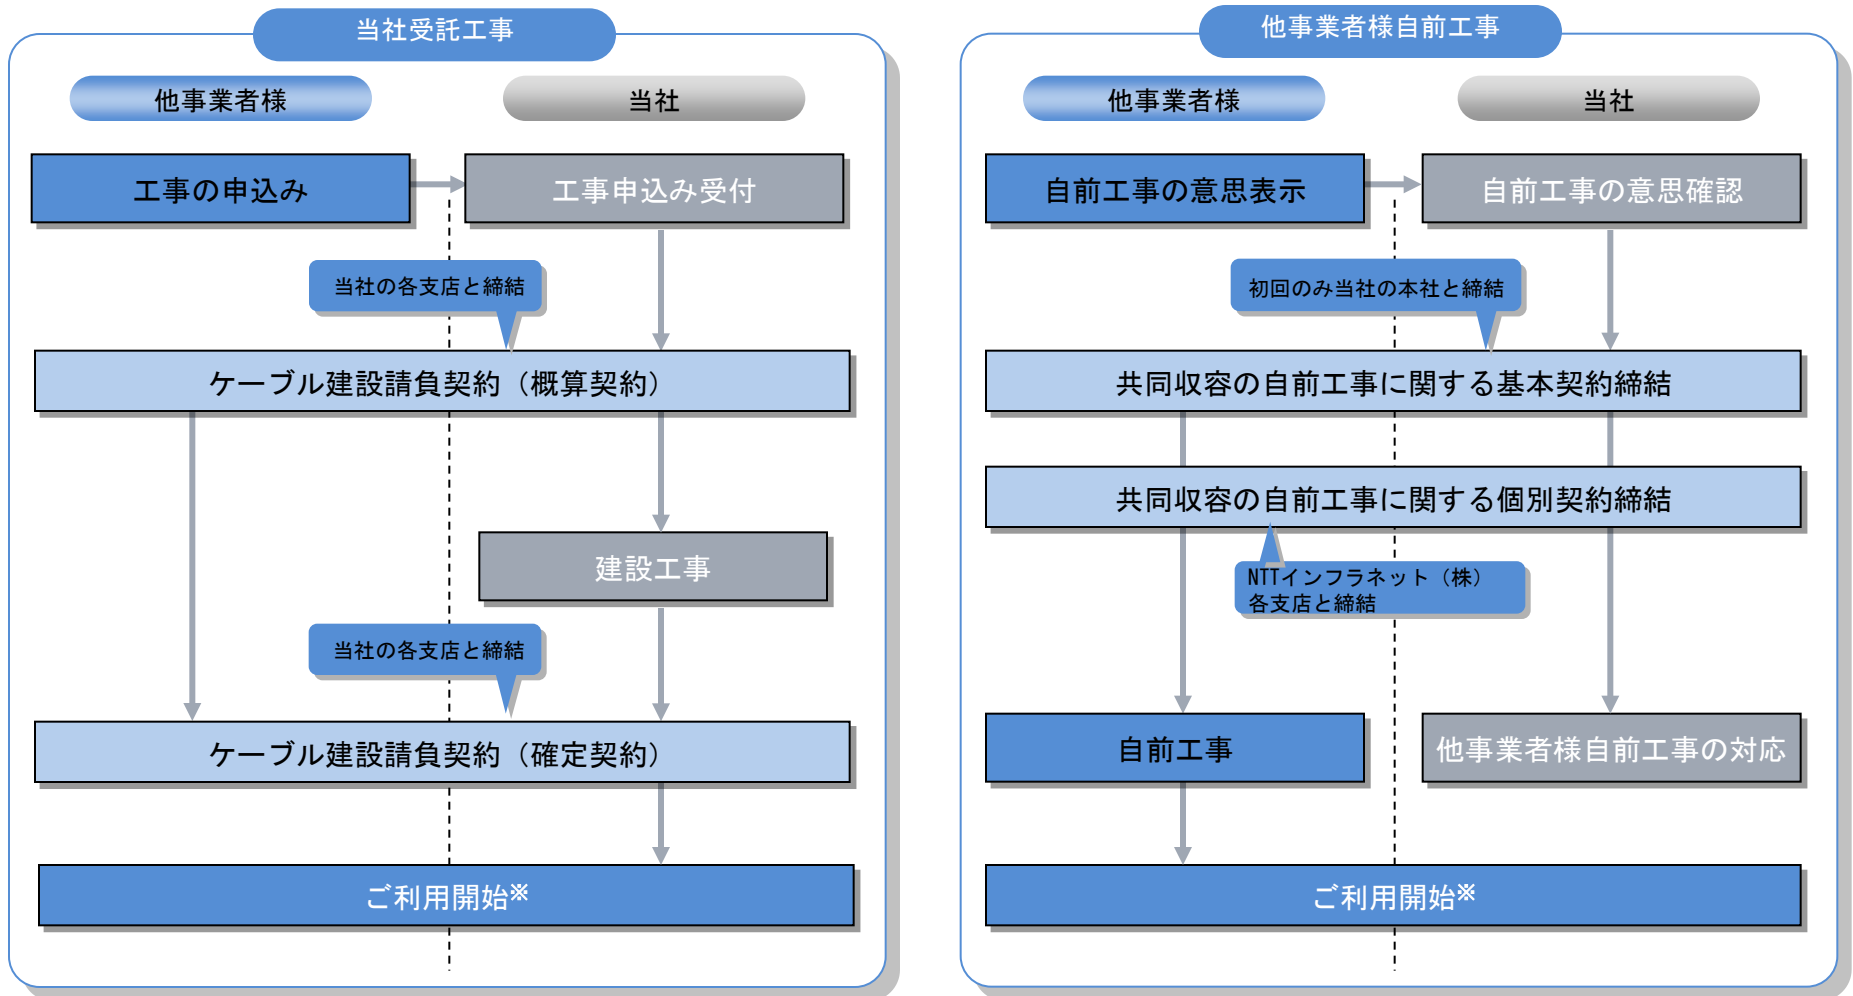 当社受託工事
他事業者様
当社
工事の申込み
工事申込み受付
当社の各支店と締結
ケーブル建設請負契約（概算契約）
建設工事
当社の各支店と締結
ケーブル建設請負契約（確定契約）
ご利用開始※
他事業者様自前工事
他事業者様
当社
自前工事の意思表示
自前工事の意思確認
初回のみ当社の本社と締結
共同収容の自前工事に関する基本契約締結
共同収容の自前工事に関する個別契約締結
NTTインフラネット（株）
各支店と締結
自前工事
他事業者様自前工事の対応
ご利用開始※